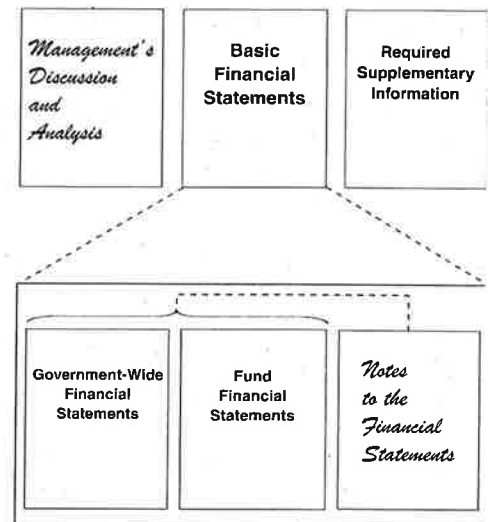 Management's
Discussion
and
Analysis
Basic
Financial
Statements
Required
Supplementary
Information
Government-Wide
Financial
Statements
Fund
Financial
Statements
Notes
to the
Financial
Statements